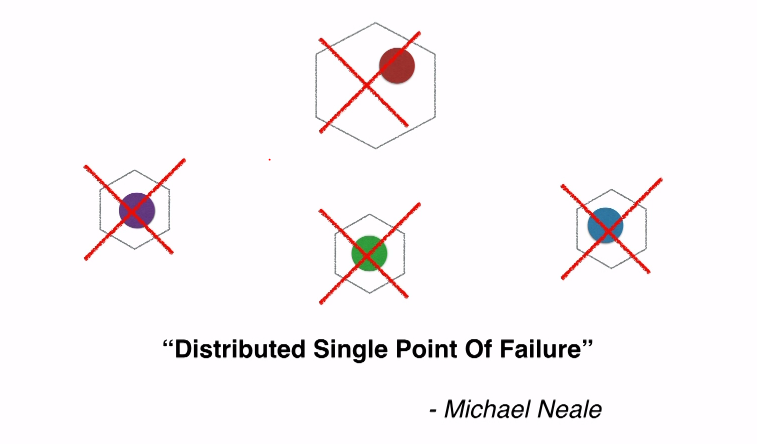 “Distributed Single Point Of Failure”
- Michael Neale